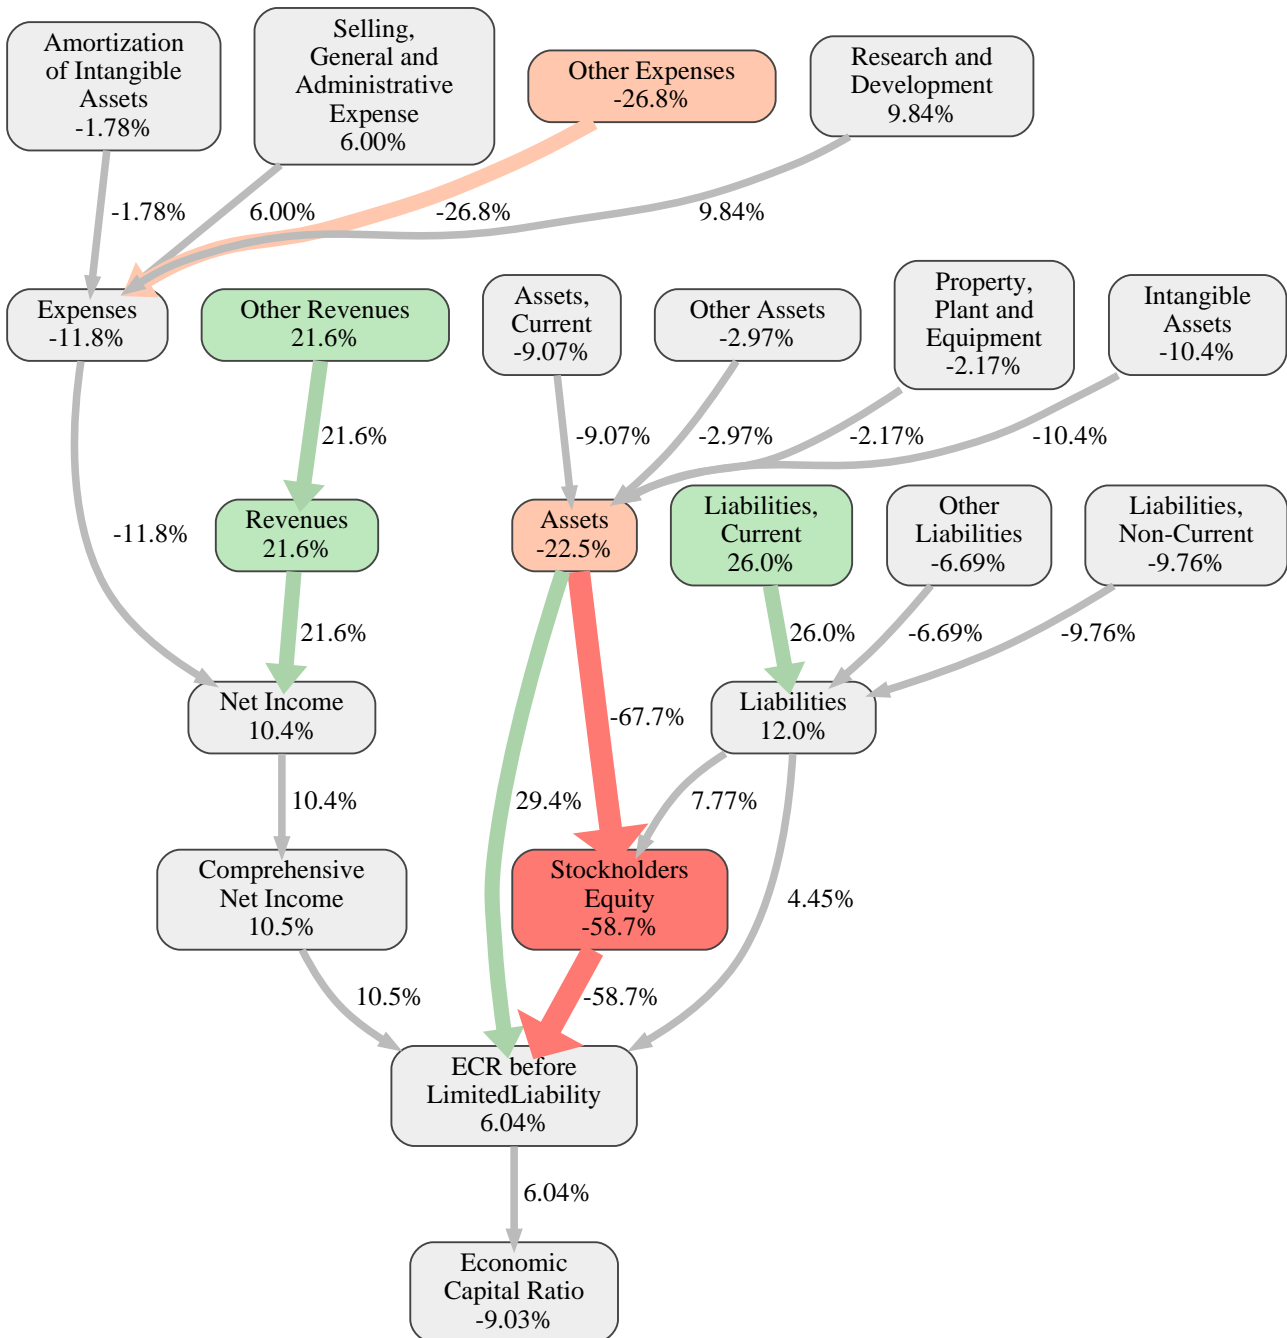 Amortization
of Intangible
Assets
-1.78%
Selling,
General and
Administrative
Expense
6.00%
Other Expenses
-26.8%
Research and
Development
9.84%
-1.78%
6.00%
-26.8%
9.84%
Expenses
-11.8%
Other Revenues
21.6%
Assets,
Current
-9.07%
Other Assets
-2.97%
Property,
Plant and
Equipment
-2.17%
Intangible
Assets
-10.4%
21.6%
-9.07%
-2.97%
-2.17%
-10.4%
-11.8%
Revenues
21.6%
Assets
-22.5%
Liabilities,
Current
26.0%
Other
Liabilities
-6.69%
Liabilities,
Non-Current
-9.76%
21.6%
26.0%
-6.69%
-9.76%
Net Income
10.4%
-67.7%
Liabilities
12.0%
10.4%
29.4%
7.77%
Comprehensive
Net Income
10.5%
Stockholders
Equity
-58.7%
4.45%
10.5%
-58.7%
ECR before
LimitedLiability
6.04%
6.04%
Economic
Capital Ratio
-9.03%